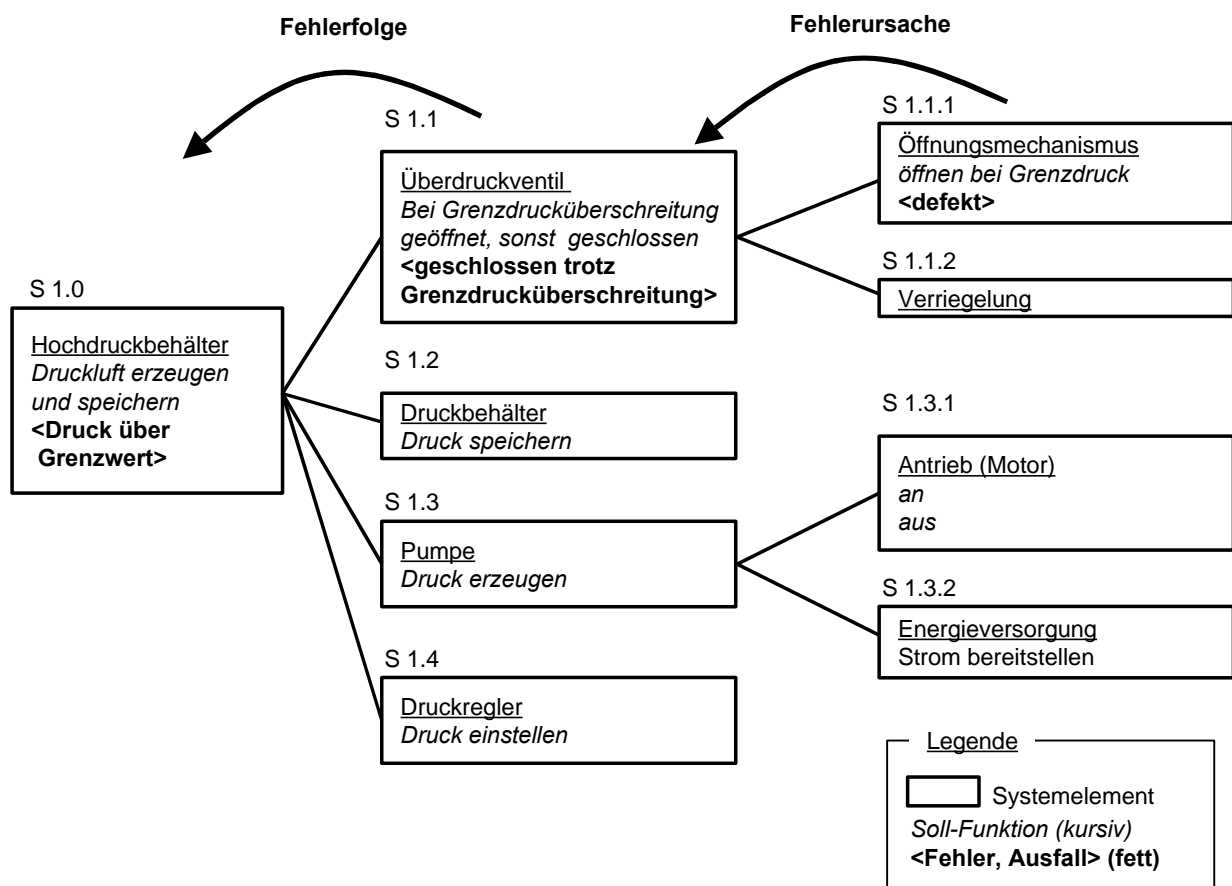 Fehlerfolge
Fehlerursache
S 1.0
Hochdruckbehälter
Druckluft erzeugen
und speichern
<Druck über
Grenzwert>
S 1.1
Überdruckventil
Bei Grenzdrucküberschreitung
geöffnet, sonst geschlossen
<geschlossen trotz
Grenzdrucküberschreitung>
S 1.2
Druckbehälter
Druck speichern
S 1.3
Pumpe
Druck erzeugen
S 1.4
Druckregler
Druck einstellen
S 1.1.1
Öffnungsmechanismus
öffnen bei Grenzdruck
<defekt>
S 1.1.2
Verriegelung
S 1.3.1
Antrieb (Motor)
an
aus
S 1.3.2
Energieversorgung
Strom bereitstellen
Legende
Systemelement
Soll-Funktion (kursiv)
<Fehler, Ausfall> (fett)